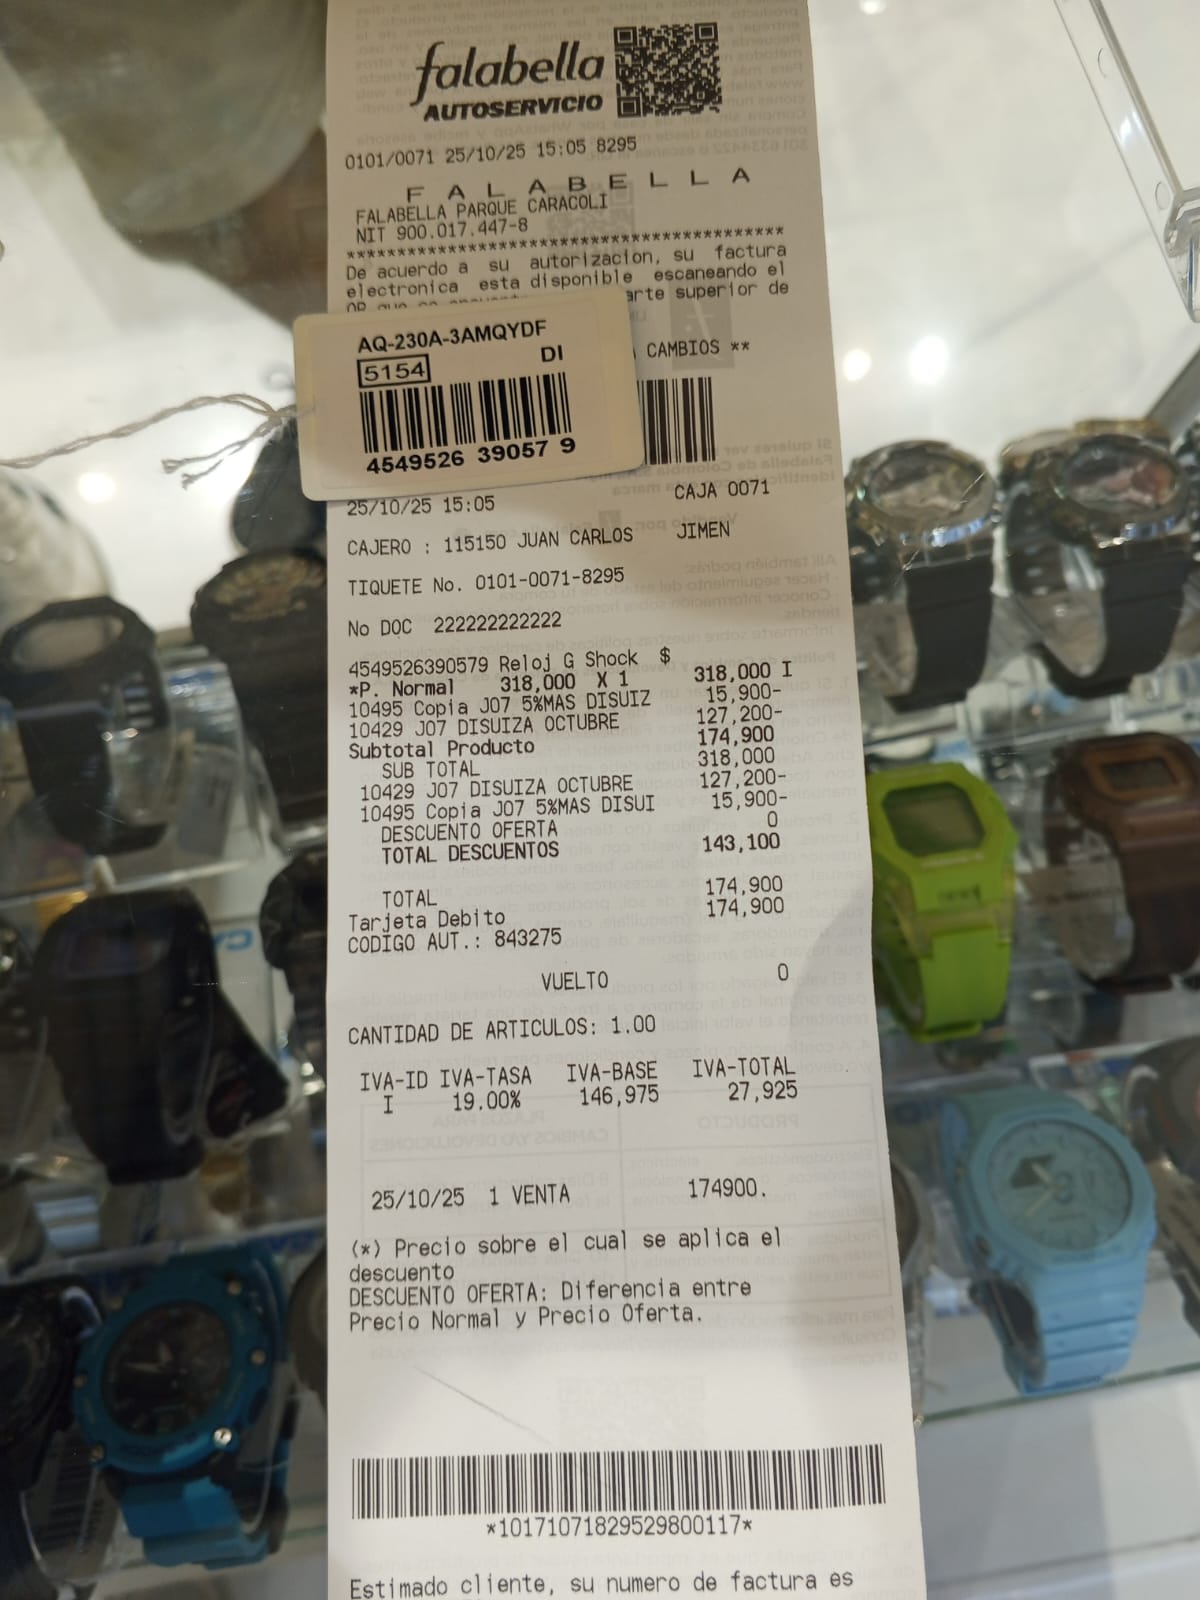 falabella
AUTOSERVICIO
0101/0071 25/10/25 15:05 8295
F A L A B E L L A
FALABELLA PARQUE CARACOLI
NIT 900.017.447-8
******************************************
De acuerdo a su autorizacion, su factura
electronica esta disponible escaneando el
arte superior de
CAMBIOS **
AQ-230A-3AMQYDF
5154 DI
4549526 39057 9
25/10/25 15:05 CAJA 0071
CAJERO : 115150 JUAN CARLOS JIMEN
TIQUETE No. 0101-0071-8295
No DOC 222222222222
4549526390579 Reloj G Shock $
*P. Normal 318,000 X 1 318,000 I
10495 Copia J07 5%MAS DISUIZ 15,900-
10429 J07 DISUIZA OCTUBRE 127,200-
Subtotal Producto 174,900
SUB TOTAL 318,000
10429 J07 DISUIZA OCTUBRE 127,200-
10495 Copia J07 5%MAS DISUI 15,900-
DESCUENTO OFERTA 0
TOTAL DESCUENTOS 143,100
TOTAL 174,900
Tarjeta Debito 174,900
CODIGO AUT.: 843275
VUELTO 0
CANTIDAD DE ARTICULOS: 1.00
IVA-ID IVA-TASA IVA-BASE IVA-TOTAL
I 19.00% 146,975 27,925
25/10/25 1 VENTA 174900.
(*) Precio sobre el cual se aplica el
descuento
DESCUENTO OFERTA: Diferencia entre
Precio Normal y Precio Oferta.
*10171071829529800117*
Estimado cliente, su numero de factura es